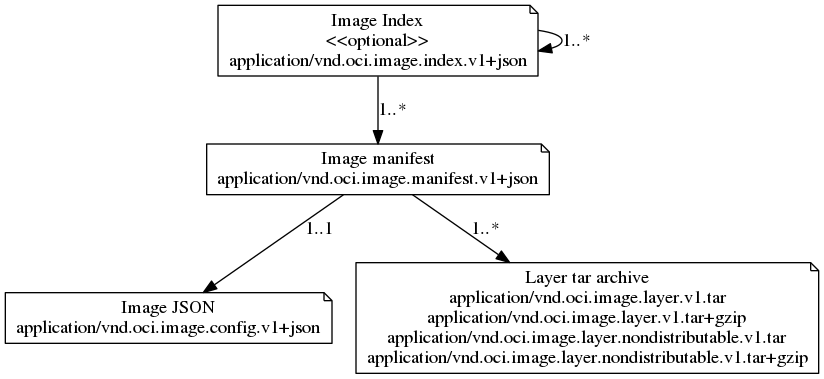 Image Index
<<optional>>
application/vnd.oci.image.index.v1+json
1..*
1..*
Image manifest
application/vnd.oci.image.manifest.v1+json
1..1
1..*
Image JSON
application/vnd.oci.image.config.v1+json
Layer tar archive
application/vnd.oci.image.layer.v1.tar
application/vnd.oci.image.layer.v1.tar+gzip
application/vnd.oci.image.layer.nondistributable.v1.tar
application/vnd.oci.image.layer.nondistributable.v1.tar+gzip